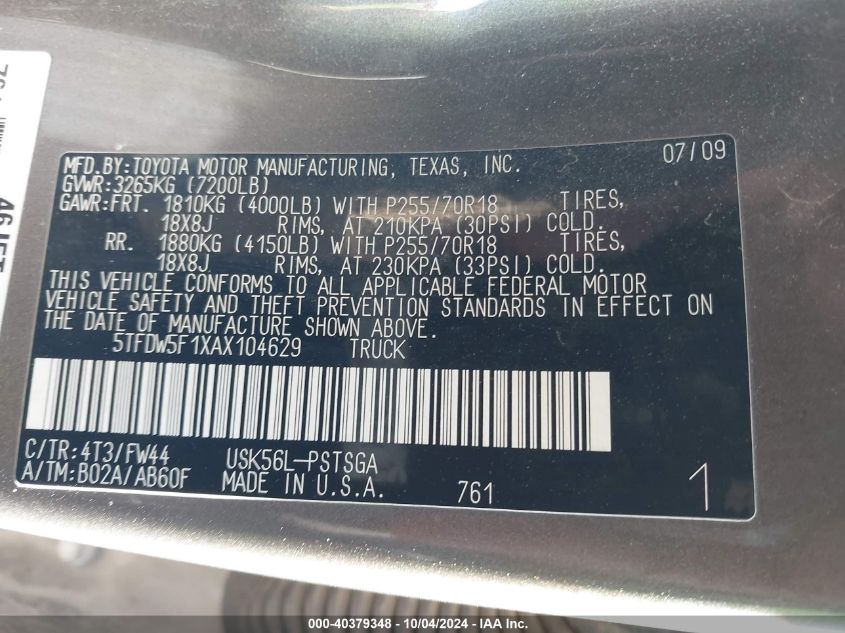 MFD.BY:TOYOTA MOTOR MANUFACTURING, TEXAS, INC. 07/09
GVWR:3265KG (7200LB)
GAWR:FRT. 1810KG (4000LB) WITH P255/70R18 TIRES,
18X8J RIMS, AT 210KPA (30PSI) COLD.
RR. 1880KG (4150LB) WITH P255/70R18 TIRES,
18X8J RIMS, AT 230KPA (33PSI) COLD.
THIS VEHICLE CONFORMS TO ALL APPLICABLE FEDERAL MOTOR
VEHICLE SAFETY AND THEFT PREVENTION STANDARDS IN EFFECT ON
THE DATE OF MANUFACTURE SHOWN ABOVE.
5TFDW5F1XAX104629 TRUCK
C/TR:4T3/FW44 USK56L-PSTSGA
A/TM:B02A/AB60F MADE IN U.S.A. 761 1
000-40379348 - 10/04/2024 - IAA Inc.